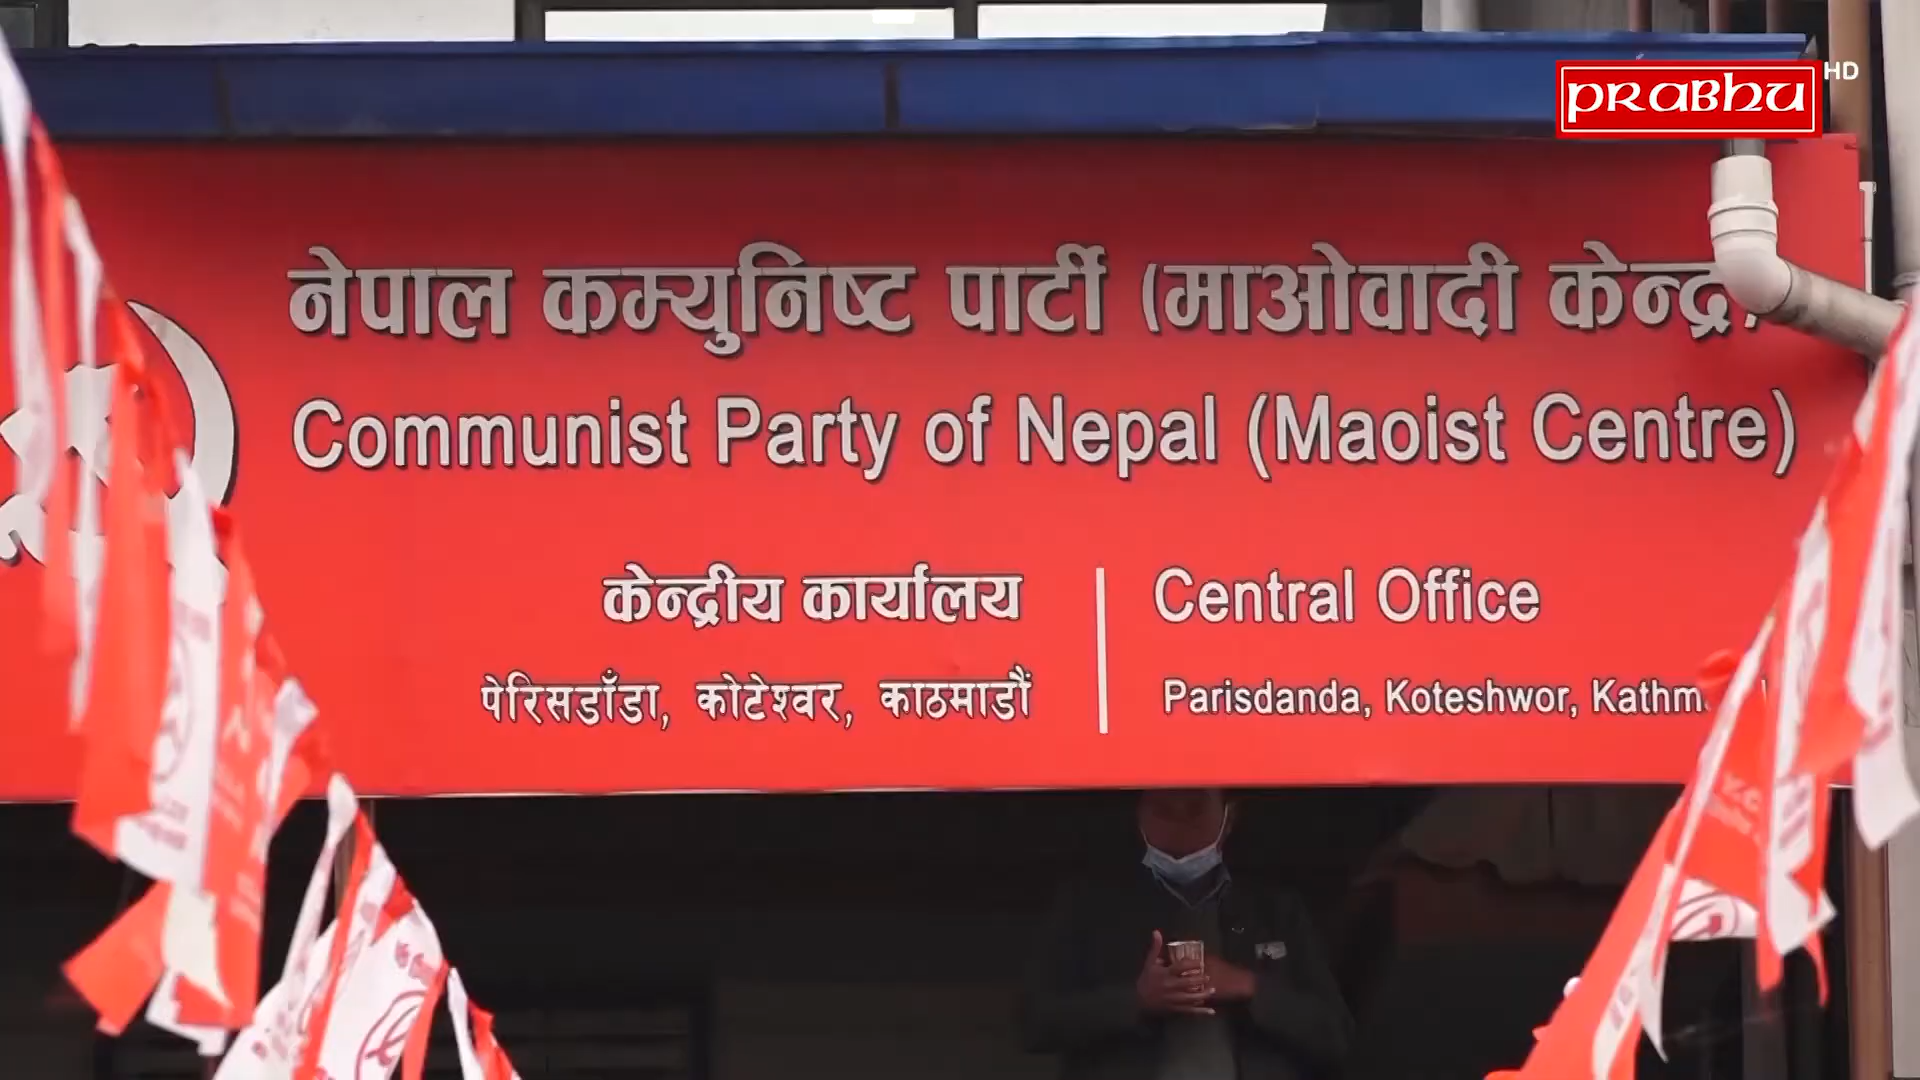 PRABHU HD
नेपाल कम्युनिष्ट पार्टी (माओवादी केन्द्र)
Communist Party of Nepal (Maoist Centre)
केन्द्रीय कार्यालय
पेरिसडाँडा, कोटेश्वर, काठमाडौं
Central Office
Parisdanda, Koteshwor,